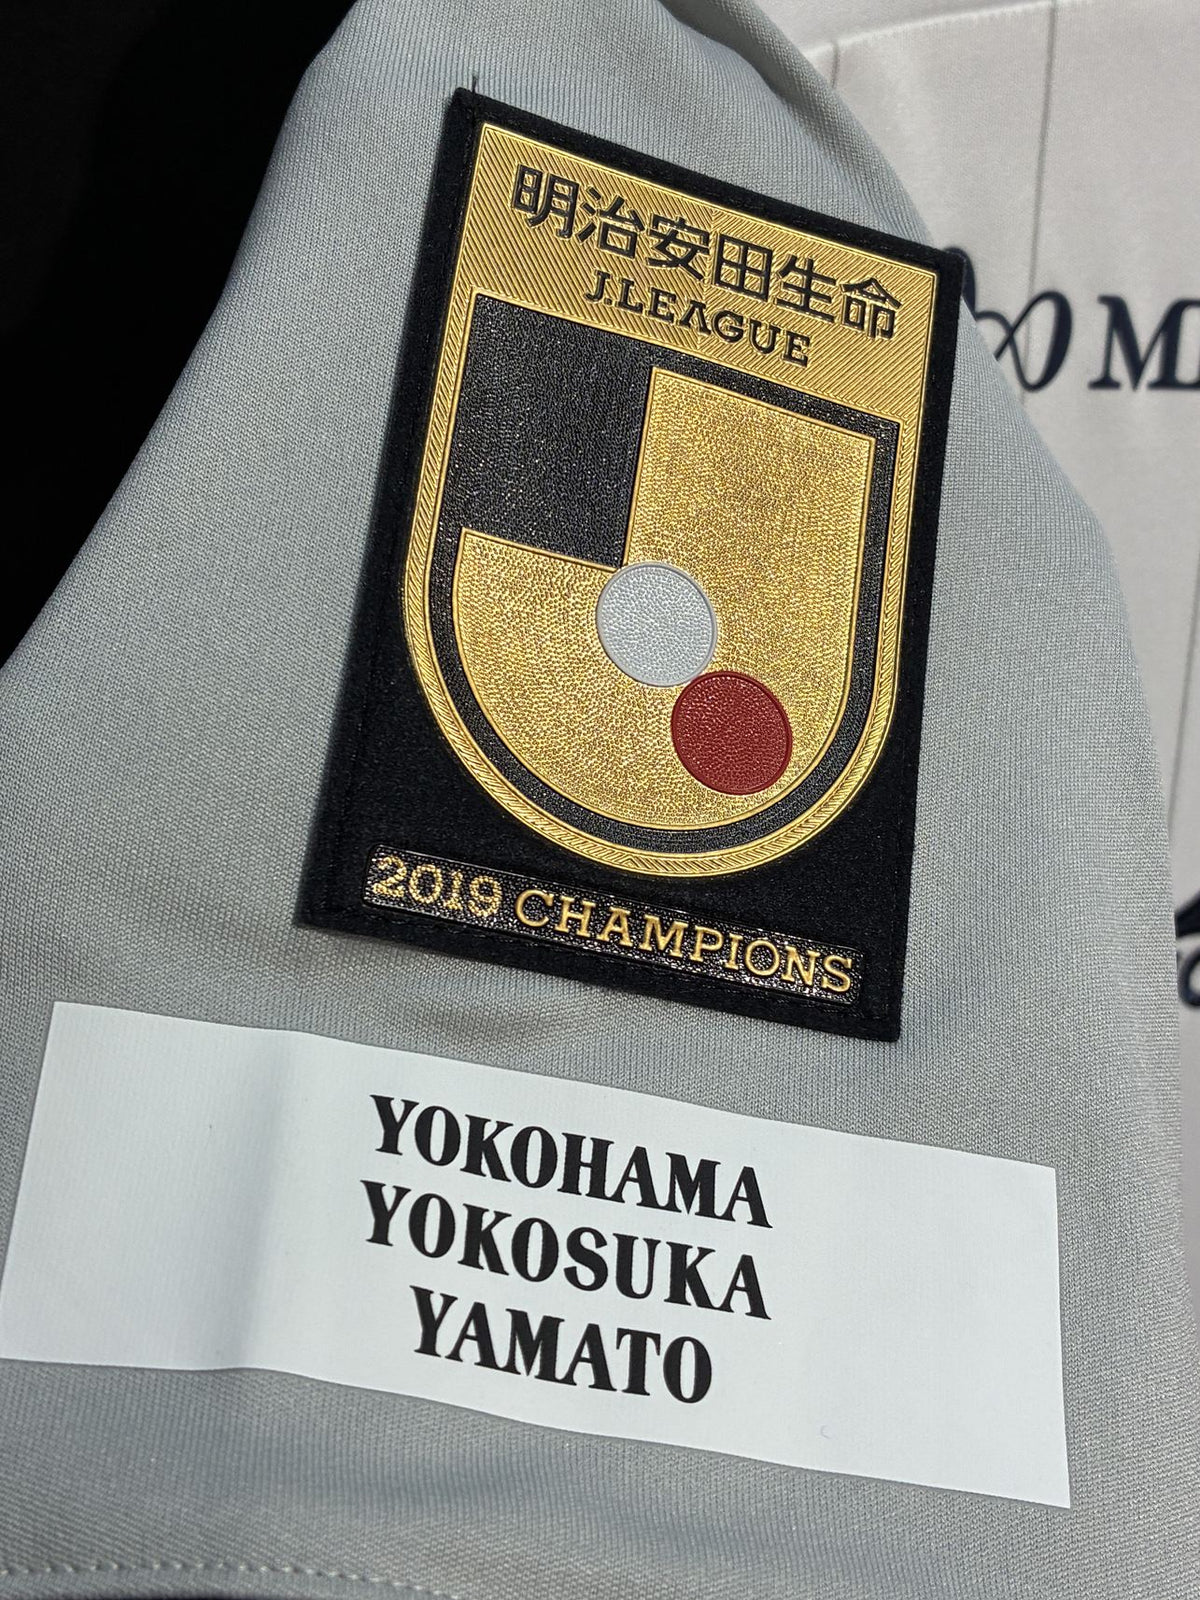 明治安田生命
J.LEAGUE
2019 CHAMPIONS
YOKOHAMA
YOKOSUKA
YAMATO